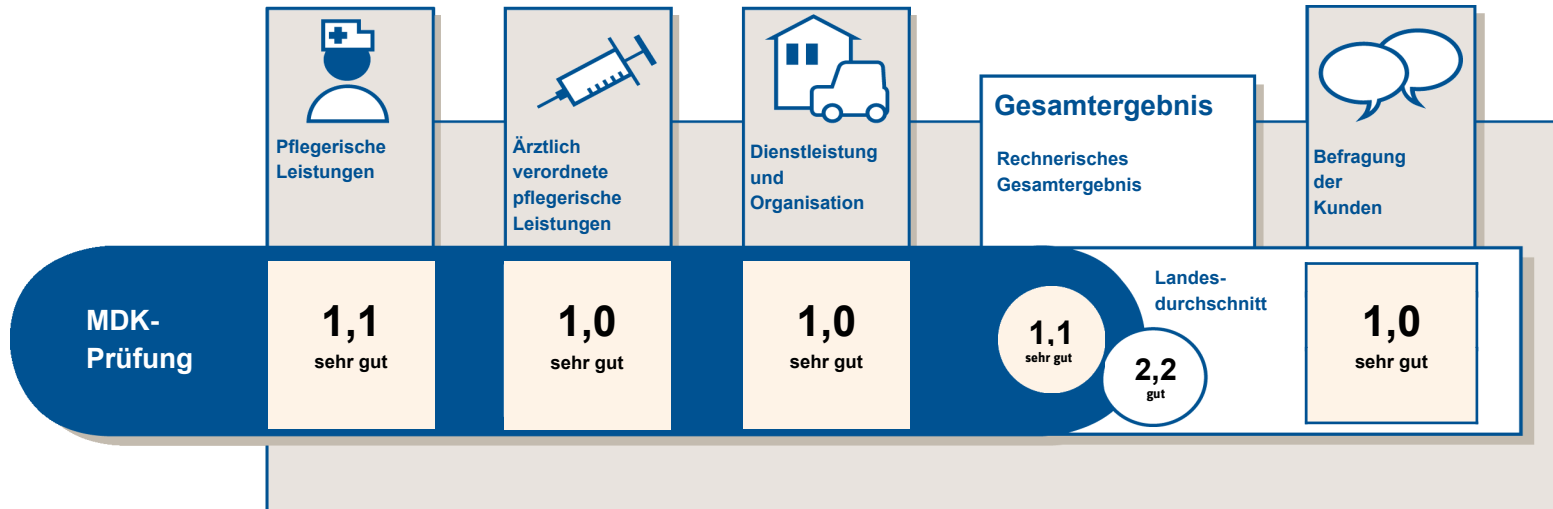 Pflegerische
Leistungen
Ärztlich
verordnete
pflegerische
Leistungen
Dienstleistung
und
Organisation
Gesamtergebnis
Rechnerisches
Gesamtergebnis
Befragung
der
Kunden
MDK-
Prüfung
1,1
sehr gut
1,0
sehr gut
1,0
sehr gut
1,1
sehr gut
Landes-
durchschnitt
2,2
gut
1,0
sehr gut